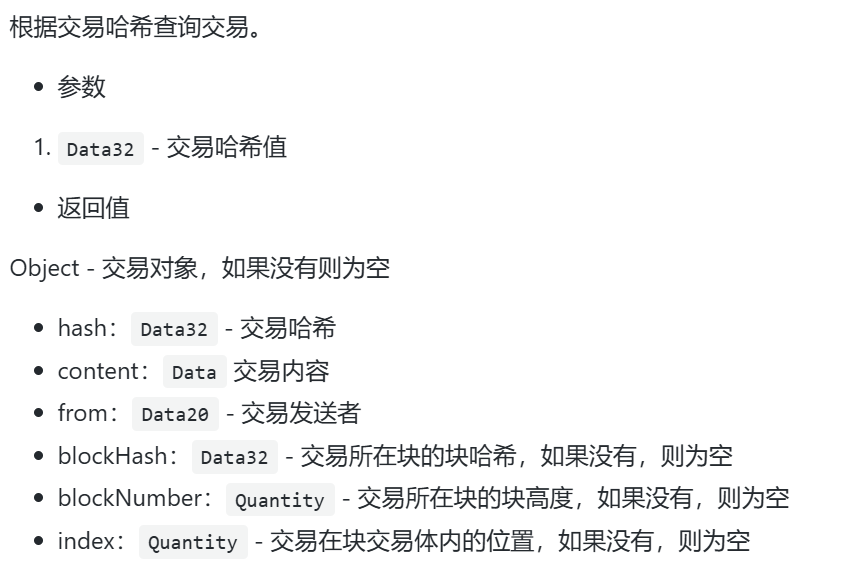 根据交易哈希查询交易。
• 参数
1. Data32 - 交易哈希值
• 返回值
Object - 交易对象，如果没有则为空
• hash：Data32 - 交易哈希
• content：Data 交易内容
• from：Data20 - 交易发送者
• blockHash：Data32 - 交易所在块的块哈希，如果没有，则为空
• blockNumber：Quantity - 交易所在块的块高度，如果没有，则为空
• index：Quantity - 交易在块交易体内的位置，如果没有，则为空